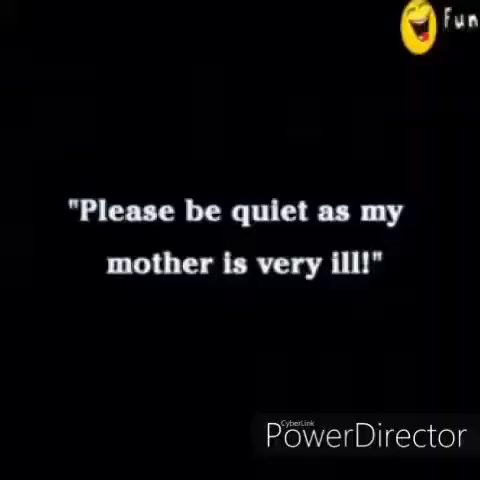 Fun
"Please be quiet as my
mother is very ill!"
CyberLink
PowerDirector